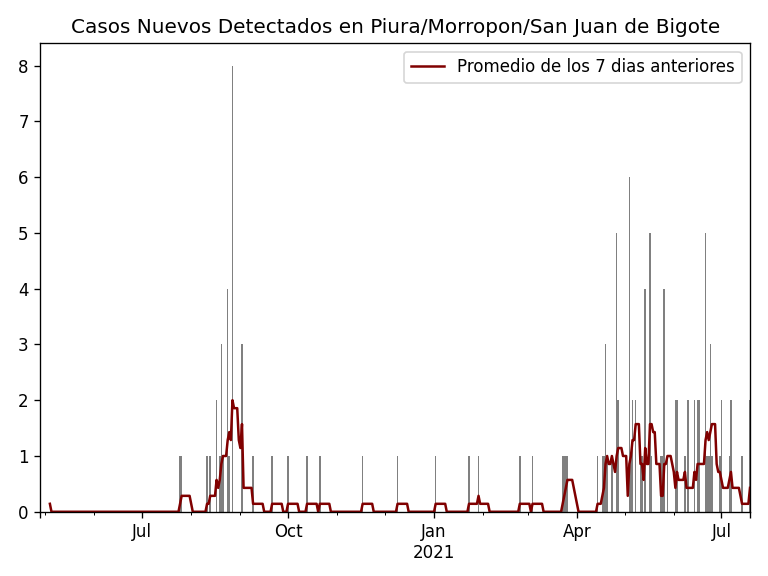 Casos Nuevos Detectados en Piura/Morropon/San Juan de Bigote
Promedio de los 7 dias anteriores
8
7
6
5
4
3
2
1
0
Jul
Oct
Jan
2021
Apr
Jul